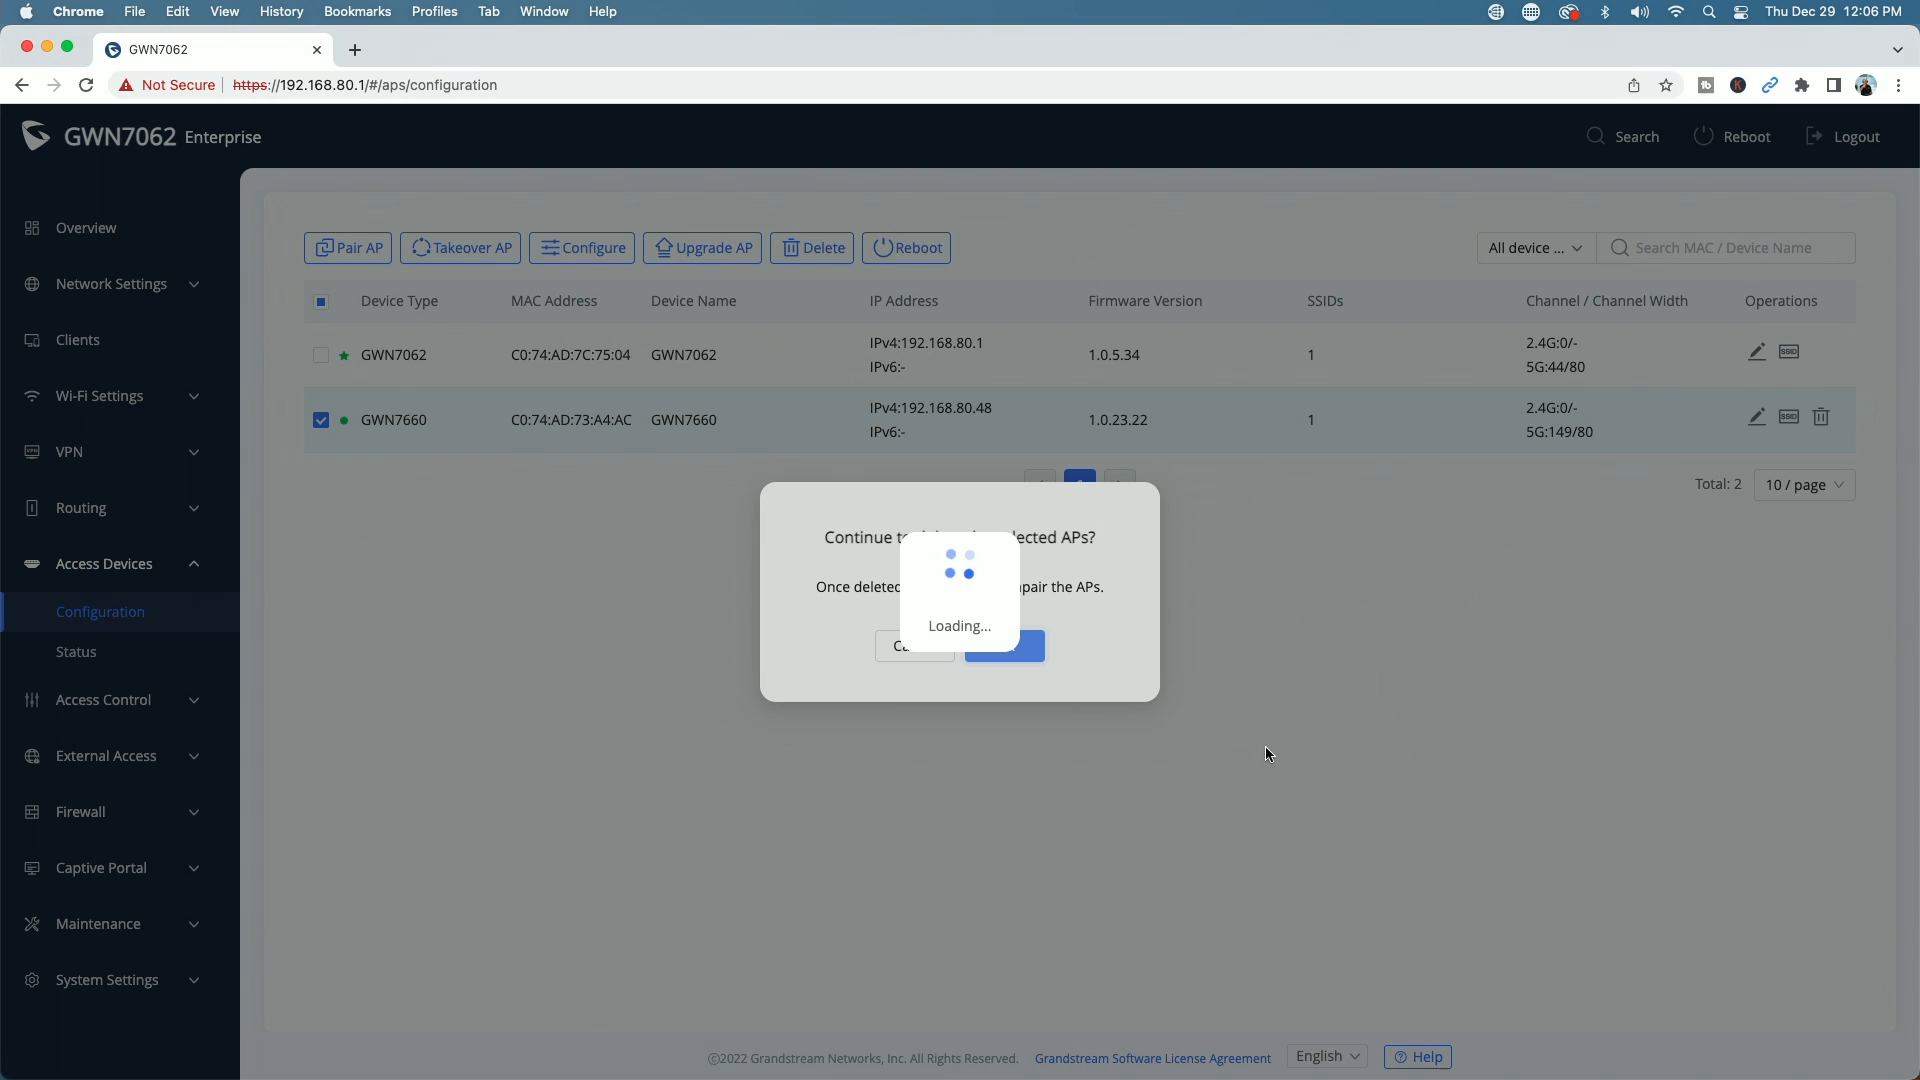 Chrome File Edit View History Bookmarks Profiles Tab Window Help Thu Dec 29 12:06 PM
GWN7062
Not Secure https://192.168.80.1/#/aps/configuration
GWN7062 Enterprise Search Reboot Logout
Overview
Network Settings
Clients
Wi-Fi Settings
VPN
Routing
Access Devices
Configuration
Status
Access Control
External Access
Firewall
Captive Portal
Maintenance
System Settings
Pair AP Takeover AP Configure Upgrade AP Delete Reboot All device ... Search MAC / Device Name
Device Type MAC Address Device Name IP Address Firmware Version SSIDs Channel / Channel Width Operations
GWN7062 C0:74:AD:7C:75:04 GWN7062 IPv4:192.168.80.1 1.0.5.34 1 2.4G:0/- SSID
IPv6:- 5G:44/80
GWN7660 C0:74:AD:73:A4:AC GWN7660 IPv4:192.168.80.48 1.0.23.22 1 2.4G:0/- SSID
IPv6:- 5G:149/80
Total: 2 10 / page
Continue APs?
Once deleted the APs.
Loading...
©2022 Grandstream Networks, Inc. All Rights Reserved. Grandstream Software License Agreement English Help